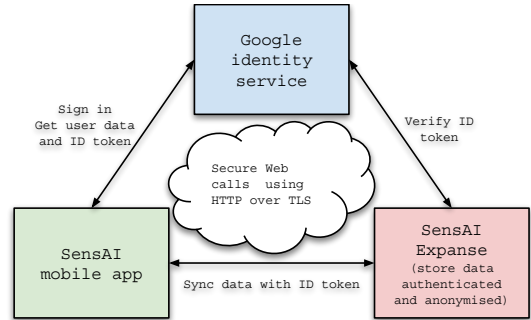 Google
identity
service
Sign in
Get user data
and ID token
Verify ID
token
Secure Web
calls using
HTTP over TLS
SensAI
mobile app
Sync data with ID token
SensAI
Expanse
(store data
authenticated
and anonymised)